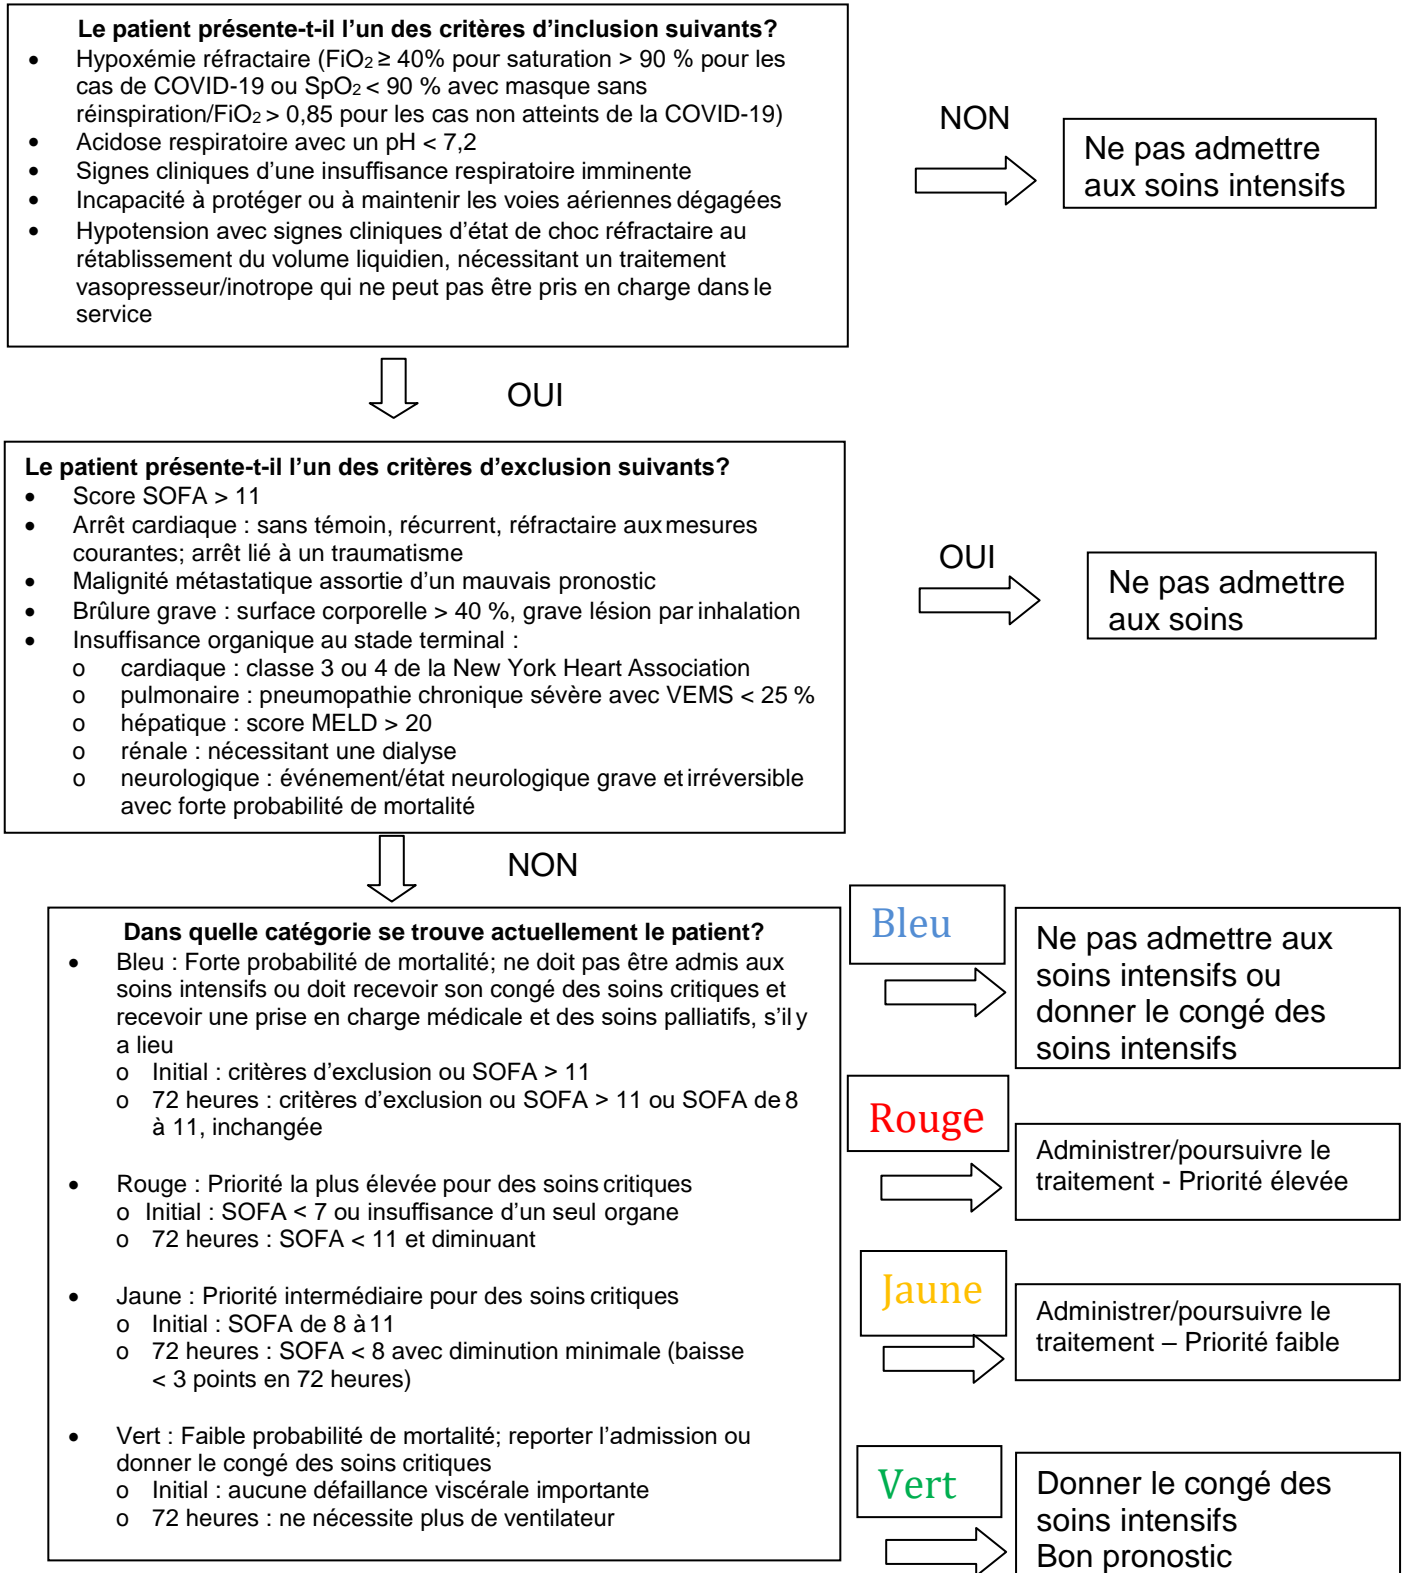 Le patient présente-t-il l’un des critères d’inclusion suivants?
• Hypoxémie réfractaire (FiO2 ≥ 40% pour saturation > 90 % pour les
cas de COVID-19 ou SpO2 < 90 % avec masque sans
réinspiration/FiO2 > 0,85 pour les cas non atteints de la COVID-19)
• Acidose respiratoire avec un pH < 7,2
• Signes cliniques d’une insuffisance respiratoire imminente
• Incapacité à protéger ou à maintenir les voies aériennes dégagées
• Hypotension avec signes cliniques d’état de choc réfractaire au
rétablissement du volume liquidien, nécessitant un traitement
vasopresseur/inotrope qui ne peut pas être pris en charge dans le
service
NON
Ne pas admettre
aux soins intensifs
OUI
Le patient présente-t-il l’un des critères d’exclusion suivants?
• Score SOFA > 11
• Arrêt cardiaque : sans témoin, récurrent, réfractaire aux mesures
courantes; arrêt lié à un traumatisme
• Malignité métastatique assortie d’un mauvais pronostic
• Brûlure grave : surface corporelle > 40 %, grave lésion par inhalation
• Insuffisance organique au stade terminal :
o cardiaque : classe 3 ou 4 de la New York Heart Association
o pulmonaire : pneumopathie chronique sévère avec VEMS < 25 %
o hépatique : score MELD > 20
o rénale : nécessitant une dialyse
o neurologique : événement/état neurologique grave et irréversible
avec forte probabilité de mortalité
OUI
Ne pas admettre
aux soins
NON
Dans quelle catégorie se trouve actuellement le patient?
• Bleu : Forte probabilité de mortalité; ne doit pas être admis aux
soins intensifs ou doit recevoir son congé des soins critiques et
recevoir une prise en charge médicale et des soins palliatifs, s’il y
a lieu
o Initial : critères d’exclusion ou SOFA > 11
o 72 heures : critères d’exclusion ou SOFA > 11 ou SOFA de 8
à 11, inchangée
• Rouge : Priorité la plus élevée pour des soins critiques
o Initial : SOFA < 7 ou insuffisance d’un seul organe
o 72 heures : SOFA < 11 et diminuant
• Jaune : Priorité intermédiaire pour des soins critiques
o Initial : SOFA de 8 à 11
o 72 heures : SOFA < 8 avec diminution minimale (baisse
< 3 points en 72 heures)
• Vert : Faible probabilité de mortalité; reporter l’admission ou
donner le congé des soins critiques
o Initial : aucune défaillance viscérale importante
o 72 heures : ne nécessite plus de ventilateur
Bleu
Ne pas admettre aux
soins intensifs ou
donner le congé des
soins intensifs
Rouge
Administrer/poursuivre le
traitement - Priorité élevée
Jaune
Administrer/poursuivre le
traitement – Priorité faible
Vert
Donner le congé des
soins intensifs
Bon pronostic